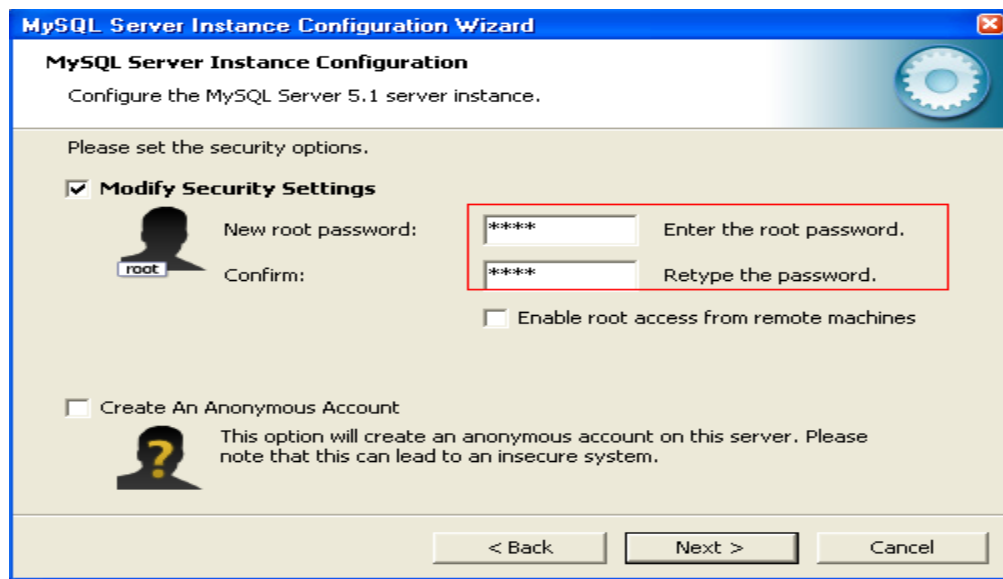 MySQL Server Instance Configuration Wizard
MySQL Server Instance Configuration
Configure the MySQL Server 5.1 server instance.
Please set the security options.
Modify Security Settings
New root password: **** Enter the root password.
root
Confirm: **** Retype the password.
Enable root access from remote machines
Create An Anonymous Account
This option will create an anonymous account on this server. Please
note that this can lead to an insecure system.
< Back Next > Cancel